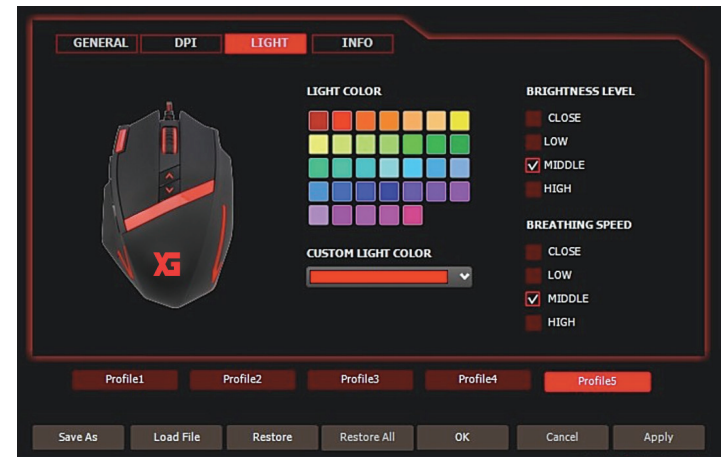 GENERAL DPI LIGHT INFO
LIGHT COLOR
CUSTOM LIGHT COLOR
XG
BRIGHTNESS LEVEL
CLOSE
LOW
MIDDLE
HIGH
BREATHING SPEED
CLOSE
LOW
MIDDLE
HIGH
Profile1 Profile2 Profile3 Profile4 Profile5
Save As Load File Restore Restore All OK Cancel Apply